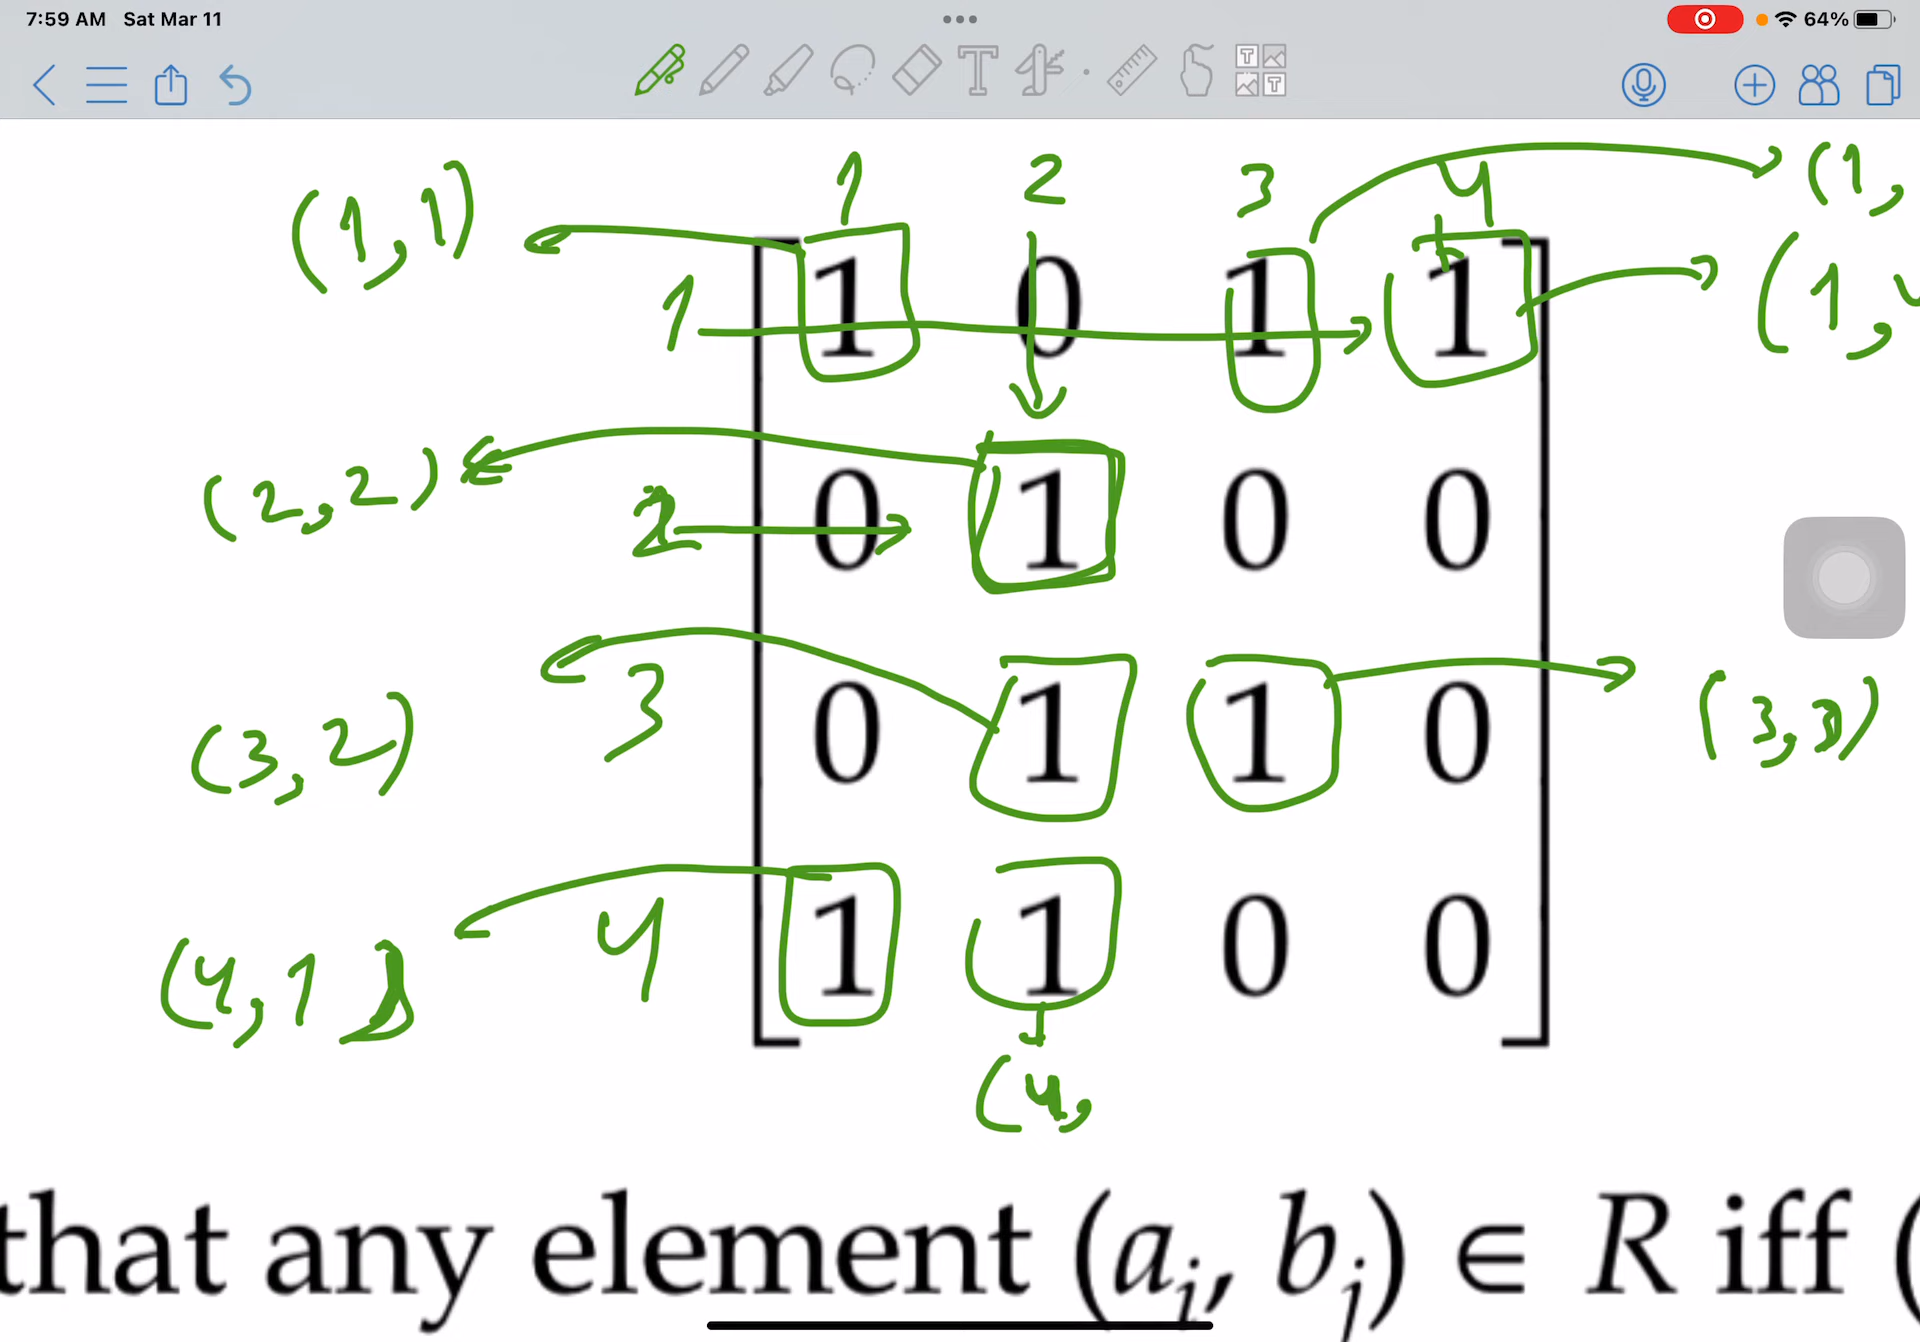 7:59 AM Sat Mar 11 64%
1 2 3 4 (1,
(1,1) 1 1 0 1 1 (1,
(2,2) 2 0 1 0 0
(3,2) 3 0 1 1 0 (3,3)
(4,1) 4 1 1 0 0
(4,
that any element (ai, bj) ∈ R iff (